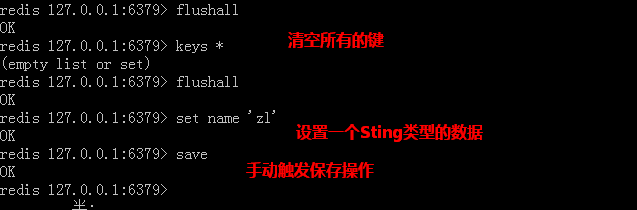 redis 127.0.0.1:6379> flushall
OK
redis 127.0.0.1:6379> keys *
清空所有的键
(empty list or set)
redis 127.0.0.1:6379> flushall
OK
redis 127.0.0.1:6379> set name 'zl'
OK
设置一个Sting类型的数据
redis 127.0.0.1:6379> save
OK
手动触发保存操作
redis 127.0.0.1:6379>
半: